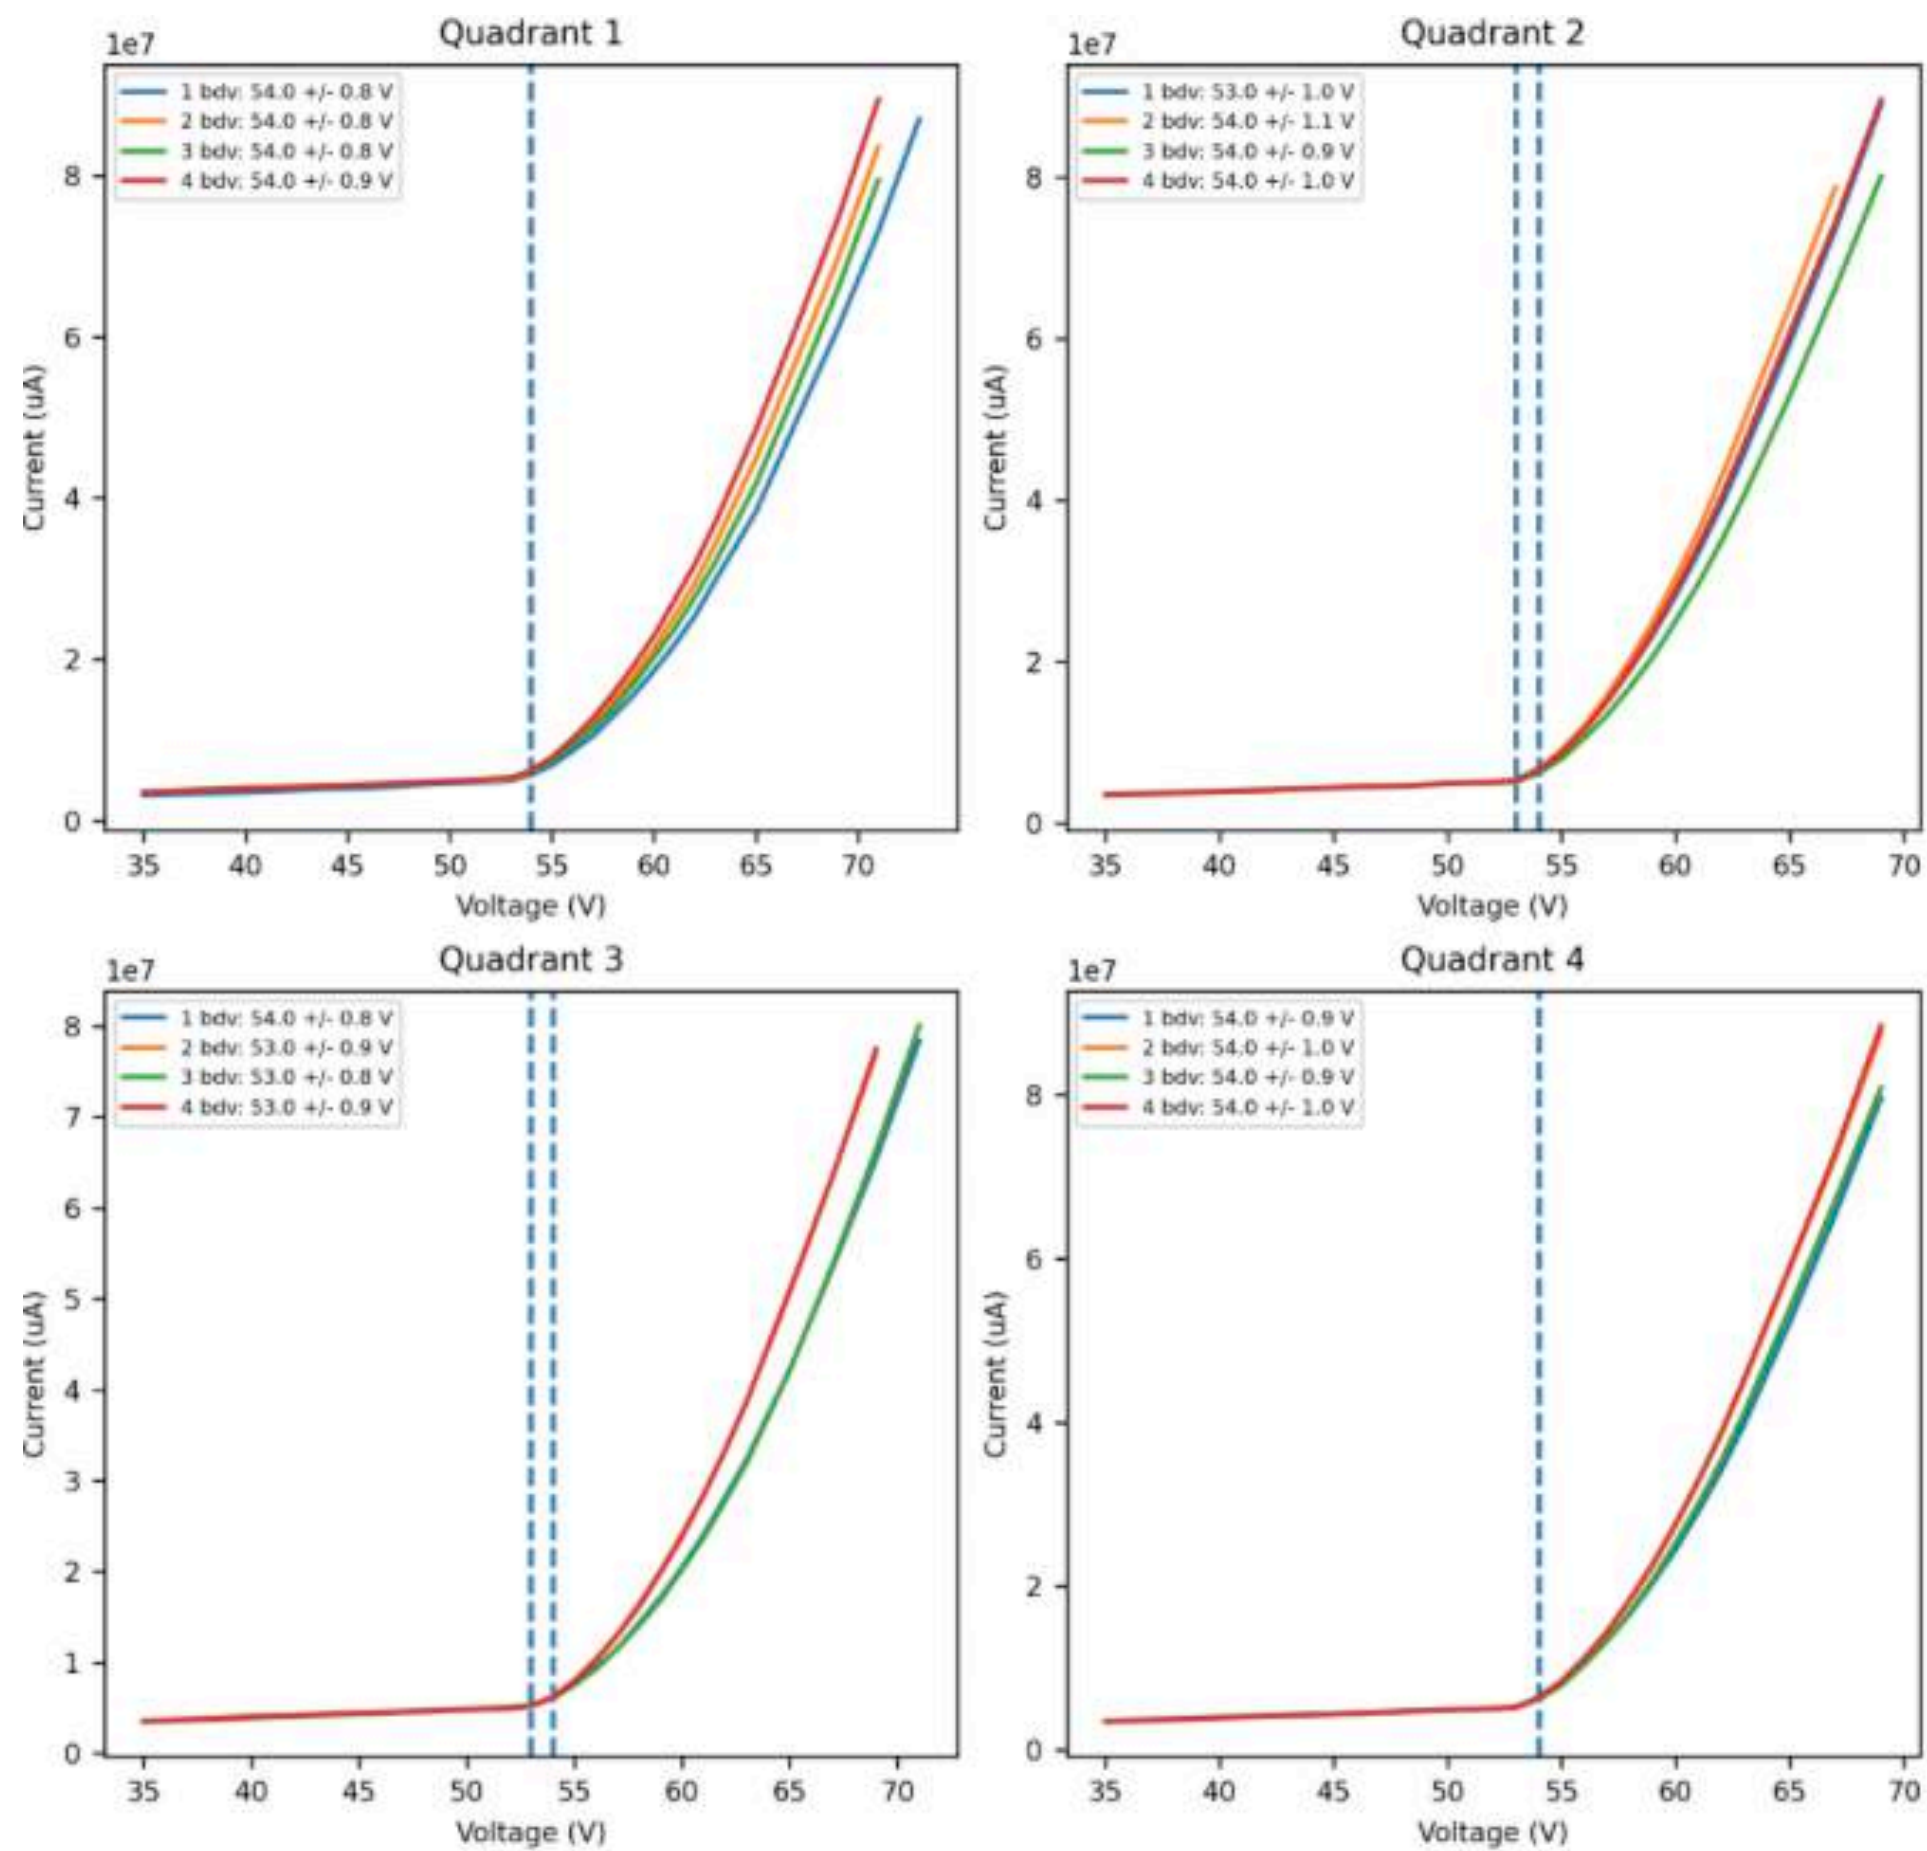 Quadrant 1
1e7
1 bdv: 54.0 +/- 0.8 V
2 bdv: 54.0 +/- 0.8 V
3 bdv: 54.0 +/- 0.8 V
4 bdv: 54.0 +/- 0.9 V
8
6
4
2
0
Current (uA)
35 40 45 50 55 60 65 70
Voltage (V)
Quadrant 2
1e7
1 bdv: 53.0 +/- 1.0 V
2 bdv: 54.0 +/- 1.1 V
3 bdv: 54.0 +/- 0.9 V
4 bdv: 54.0 +/- 1.0 V
8
6
4
2
0
Current (uA)
35 40 45 50 55 60 65 70
Voltage (V)
Quadrant 3
1e7
1 bdv: 54.0 +/- 0.8 V
2 bdv: 53.0 +/- 0.9 V
3 bdv: 53.0 +/- 0.8 V
4 bdv: 53.0 +/- 0.9 V
8
7
6
5
4
3
2
1
0
Current (uA)
35 40 45 50 55 60 65 70
Voltage (V)
Quadrant 4
1e7
1 bdv: 54.0 +/- 0.9 V
2 bdv: 54.0 +/- 1.0 V
3 bdv: 54.0 +/- 0.9 V
4 bdv: 54.0 +/- 1.0 V
8
6
4
2
0
Current (uA)
35 40 45 50 55 60 65 70
Voltage (V)